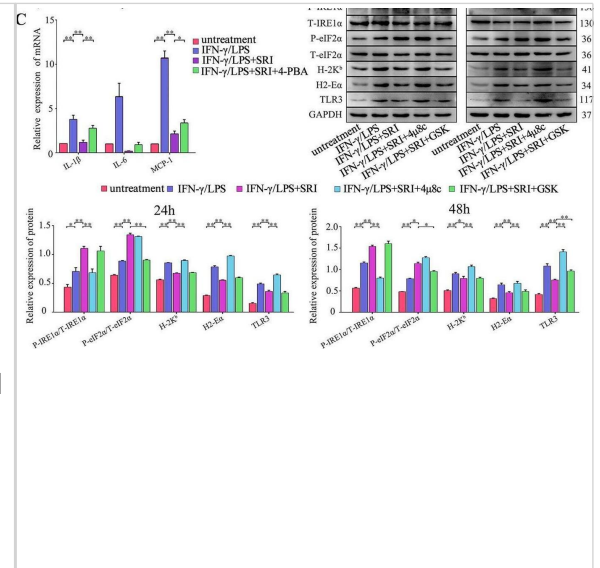 C
Relative expression of mRNA
15
10
5
0
** ** **
** ** *
untreatment
IFN-γ/LPS
IFN-γ/LPS+SRI
IFN-γ/LPS+SRI+4-PBA
IL-1β IL-6 MCP-1
T-IRE1α 130
P-eIF2α 36
T-eIF2α 36
H-2Kᵇ 41
H2-Eα 34
TLR3 117
GAPDH 37
untreatment IFN-γ/LPS IFN-γ/LPS+SRI IFN-γ/LPS+SRI+4μ8c IFN-γ/LPS+SRI+GSK
untreatment IFN-γ/LPS IFN-γ/LPS+SRI IFN-γ/LPS+SRI+4μ8c IFN-γ/LPS+SRI+GSK
untreatment IFN-γ/LPS IFN-γ/LPS+SRI IFN-γ/LPS+SRI+4μ8c IFN-γ/LPS+SRI+GSK
24h
Relative expression of protein
1.5
1.0
0.5
0
P-IRE1α/T-IRE1α P-eIF2α/T-eIF2α H-2Kᵇ H2-Eα TLR3
48h
Relative expression of protein
2.0
1.5
1.0
0.5
0
P-IRE1α/T-IRE1α P-eIF2α/T-eIF2α H-2Kᵇ H2-Eα TLR3